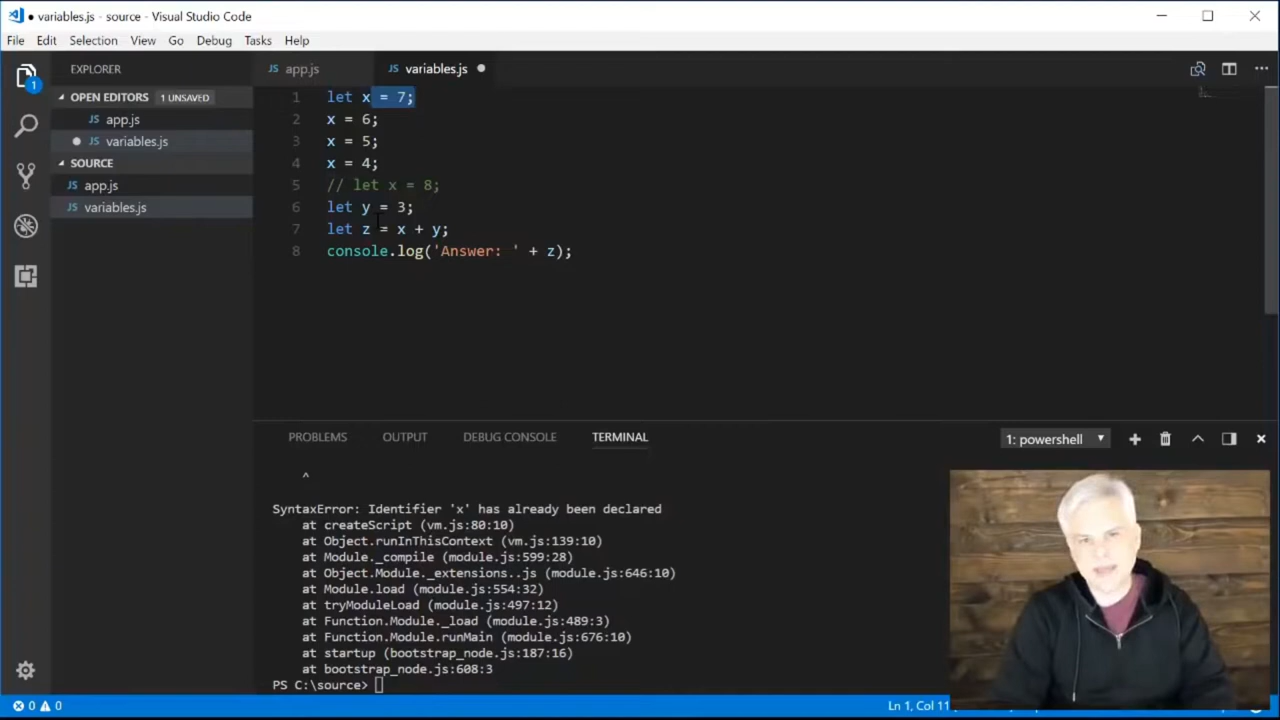 ● variables.js - source - Visual Studio Code
File Edit Selection View Go Debug Tasks Help
EXPLORER
OPEN EDITORS 1 UNSAVED
JS app.js
● JS variables.js
SOURCE
JS app.js
JS variables.js
1
JS app.js JS variables.js ●
1 let x = 7;
2 x = 6;
3 x = 5;
4 x = 4;
5 // let x = 8;
6 let y = 3;
7 let z = x + y;
8 console.log('Answer: ' + z);
PROBLEMS OUTPUT DEBUG CONSOLE TERMINAL 1: powershell
^
SyntaxError: Identifier 'x' has already been declared
at createScript (vm.js:80:10)
at Object.runInThisContext (vm.js:139:10)
at Module._compile (module.js:599:28)
at Object.Module._extensions..js (module.js:646:10)
at Module.load (module.js:554:32)
at tryModuleLoad (module.js:497:12)
at Function.Module._load (module.js:489:3)
at Function.Module.runMain (module.js:676:10)
at startup (bootstrap_node.js:187:16)
at bootstrap_node.js:608:3
PS C:\source>
0 0 Ln 1, Col 11